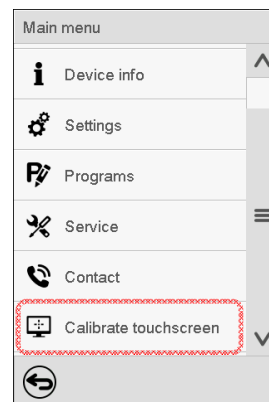 Main menu
Device info
Settings
Programs
Service
Contact
Calibrate touchscreen